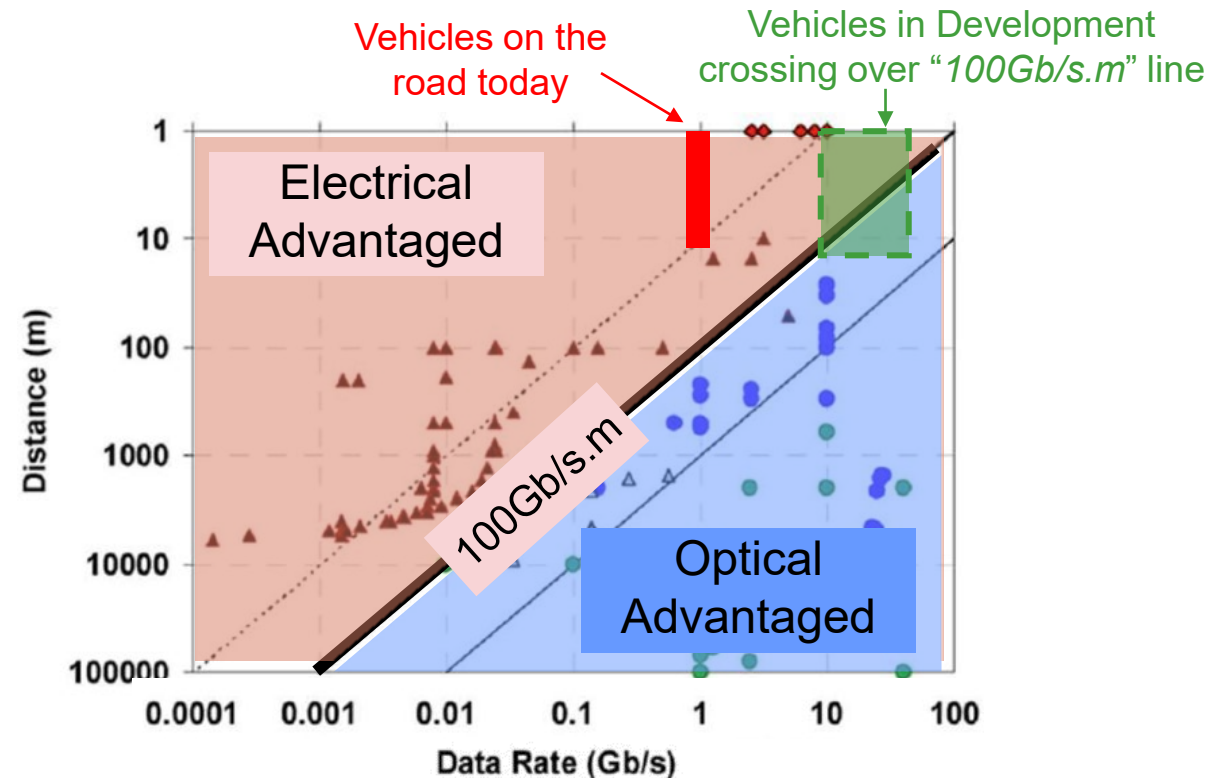 Vehicles on the
road today
Vehicles in Development
crossing over “100Gb/s.m” line
Electrical
Advantaged
100Gb/s.m
Optical
Advantaged
Distance (m)
1
10
100
1000
10000
100000
0.0001 0.001 0.01 0.1 1 10 100
Data Rate (Gb/s)